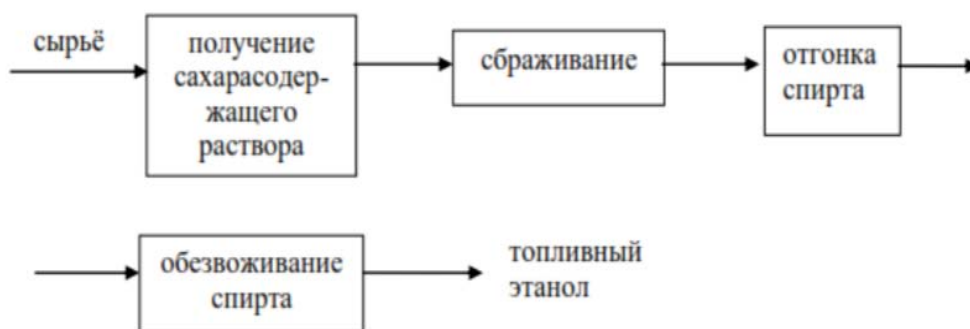 сырьё
получение
сахарасодер-
жащего
раствора
сбраживание
отгонка
спирта
обезвоживание
спирта
топливный
этанол